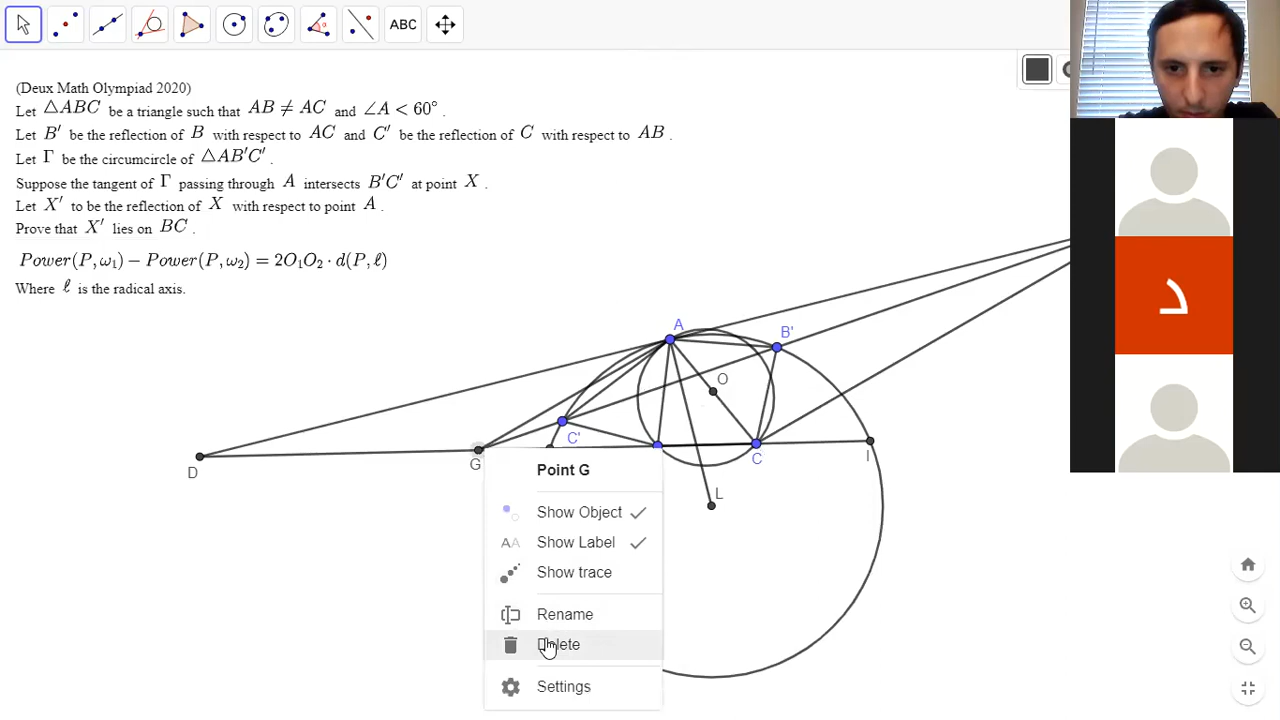 ABC
(Deux Math Olympiad 2020)
Let △ABC be a triangle such that AB ≠ AC and ∠A < 60° .
Let B′ be the reflection of B with respect to AC and C′ be the reflection of C with respect to AB .
Let Γ be the circumcircle of △AB′C′ .
Suppose the tangent of Γ passing through A intersects B′C′ at point X .
Let X′ to be the reflection of X with respect to point A .
Prove that X′ lies on BC .
Power(P, ω₁) − Power(P, ω₂) = 2O₁O₂ · d(P, ℓ)
Where ℓ is the radical axis.
A
B'
O
C'
C
I
D
G
L
Point G
Show Object
AA Show Label
Show trace
Rename
Delete
Settings
ד